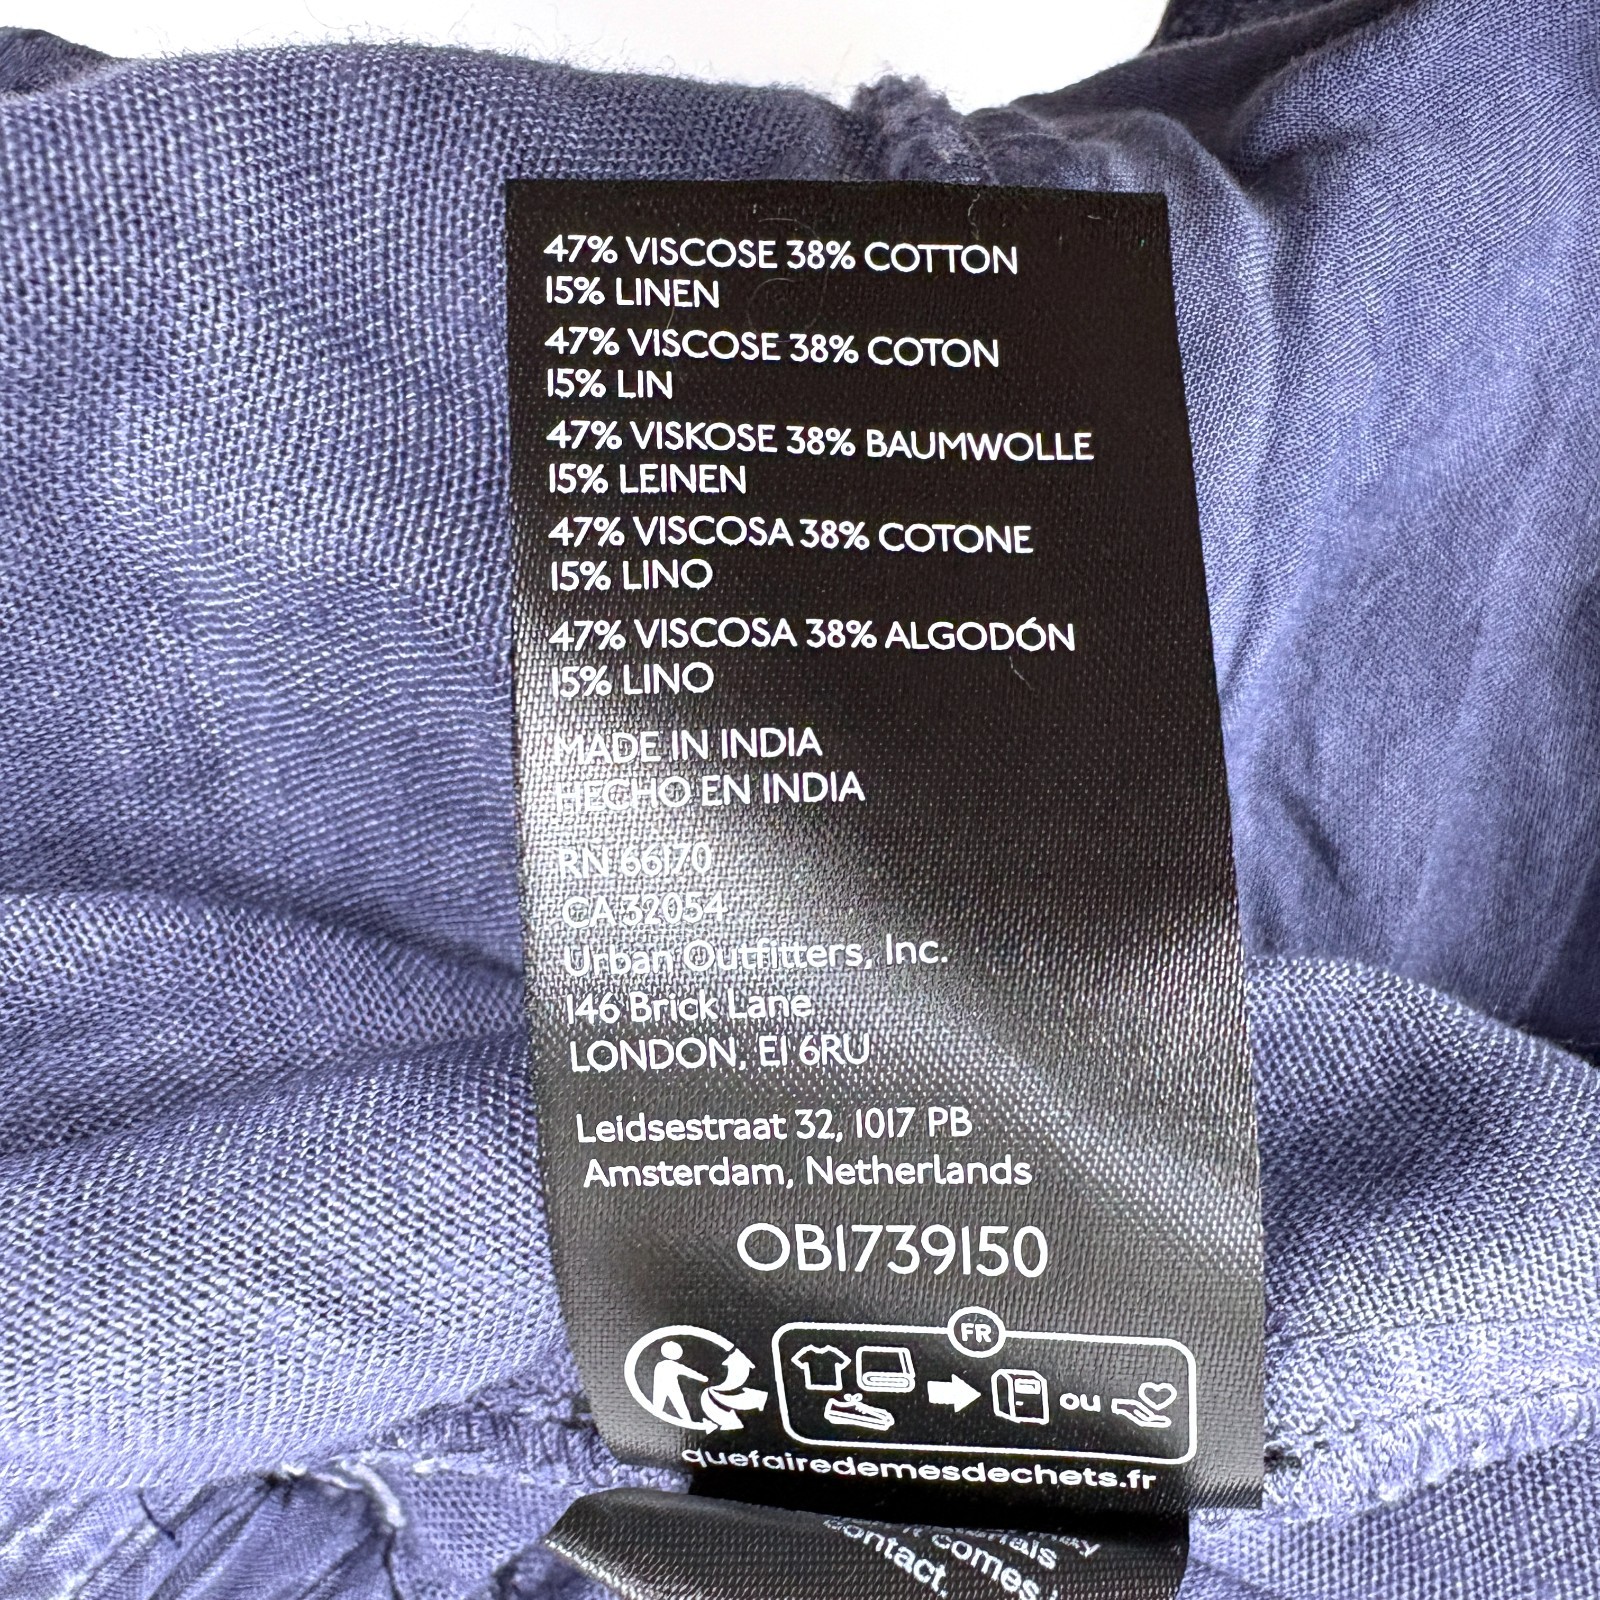 47% VISCOSE 38% COTTON
15% LINEN
47% VISCOSE 38% COTON
15% LIN
47% VISKOSE 38% BAUMWOLLE
15% LEINEN
47% VISCOSA 38% COTONE
15% LINO
47% VISCOSA 38% ALGODÓN
15% LINO
MADE IN INDIA
HECHO EN INDIA
RN 66170
CA 32054
Urban Outfitters, Inc.
146 Brick Lane
LONDON, E1 6RU
Leidsestraat 32, 1017 PB
Amsterdam, Netherlands
OB1739150
FR
ou
quefairedemesdechets.fr
comes
contact.